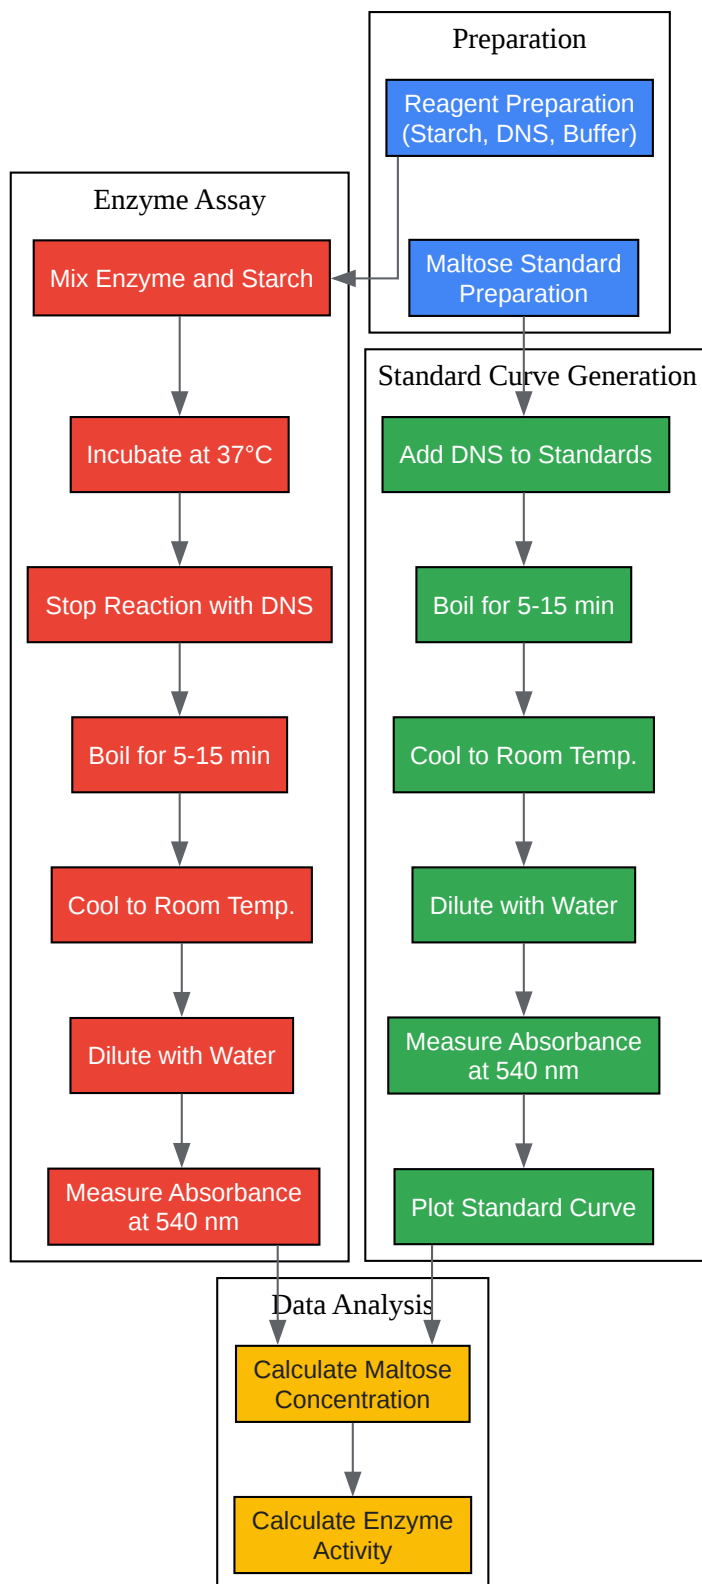 Preparation
Reagent Preparation
(Starch, DNS, Buffer)
Maltose Standard
Preparation
Enzyme Assay
Mix Enzyme and Starch
Incubate at 37°C
Stop Reaction with DNS
Boil for 5-15 min
Cool to Room Temp.
Dilute with Water
Measure Absorbance
at 540 nm
Standard Curve Generation
Add DNS to Standards
Boil for 5-15 min
Cool to Room Temp.
Dilute with Water
Measure Absorbance
at 540 nm
Plot Standard Curve
Data Analysis
Calculate Maltose
Concentration
Calculate Enzyme
Activity